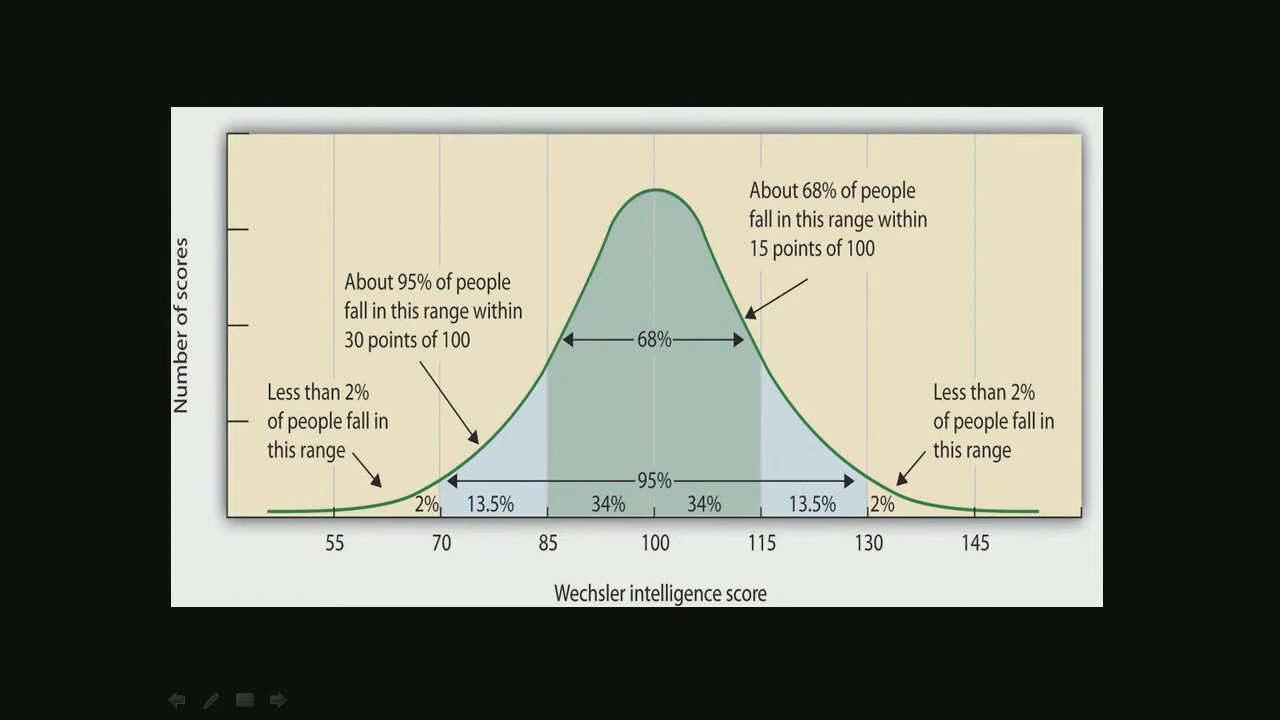 About 68% of people
fall in this range within
15 points of 100
About 95% of people
fall in this range within
30 points of 100
68%
Less than 2%
of people fall in
this range
Less than 2%
of people fall in
this range
95%
2% 13.5% 34% 34% 13.5% 2%
55 70 85 100 115 130 145
Wechsler intelligence score
Number of scores